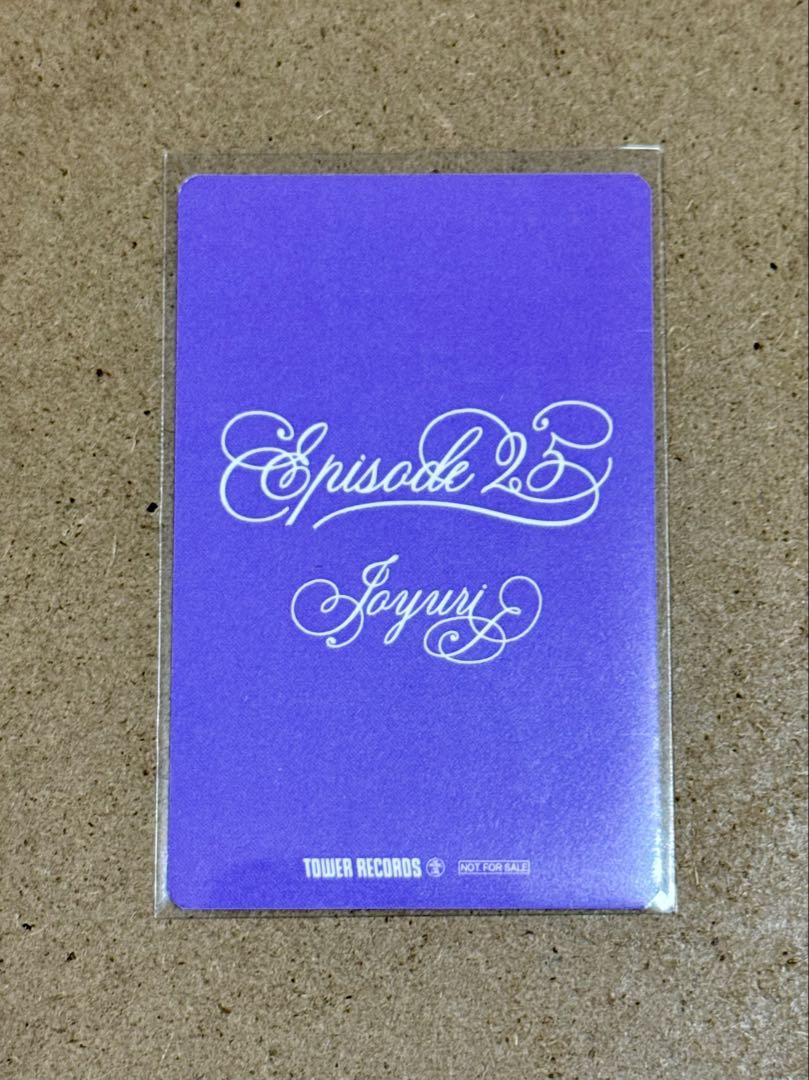 Episode 25
Joyuri
TOWER RECORDS NOT FOR SALE